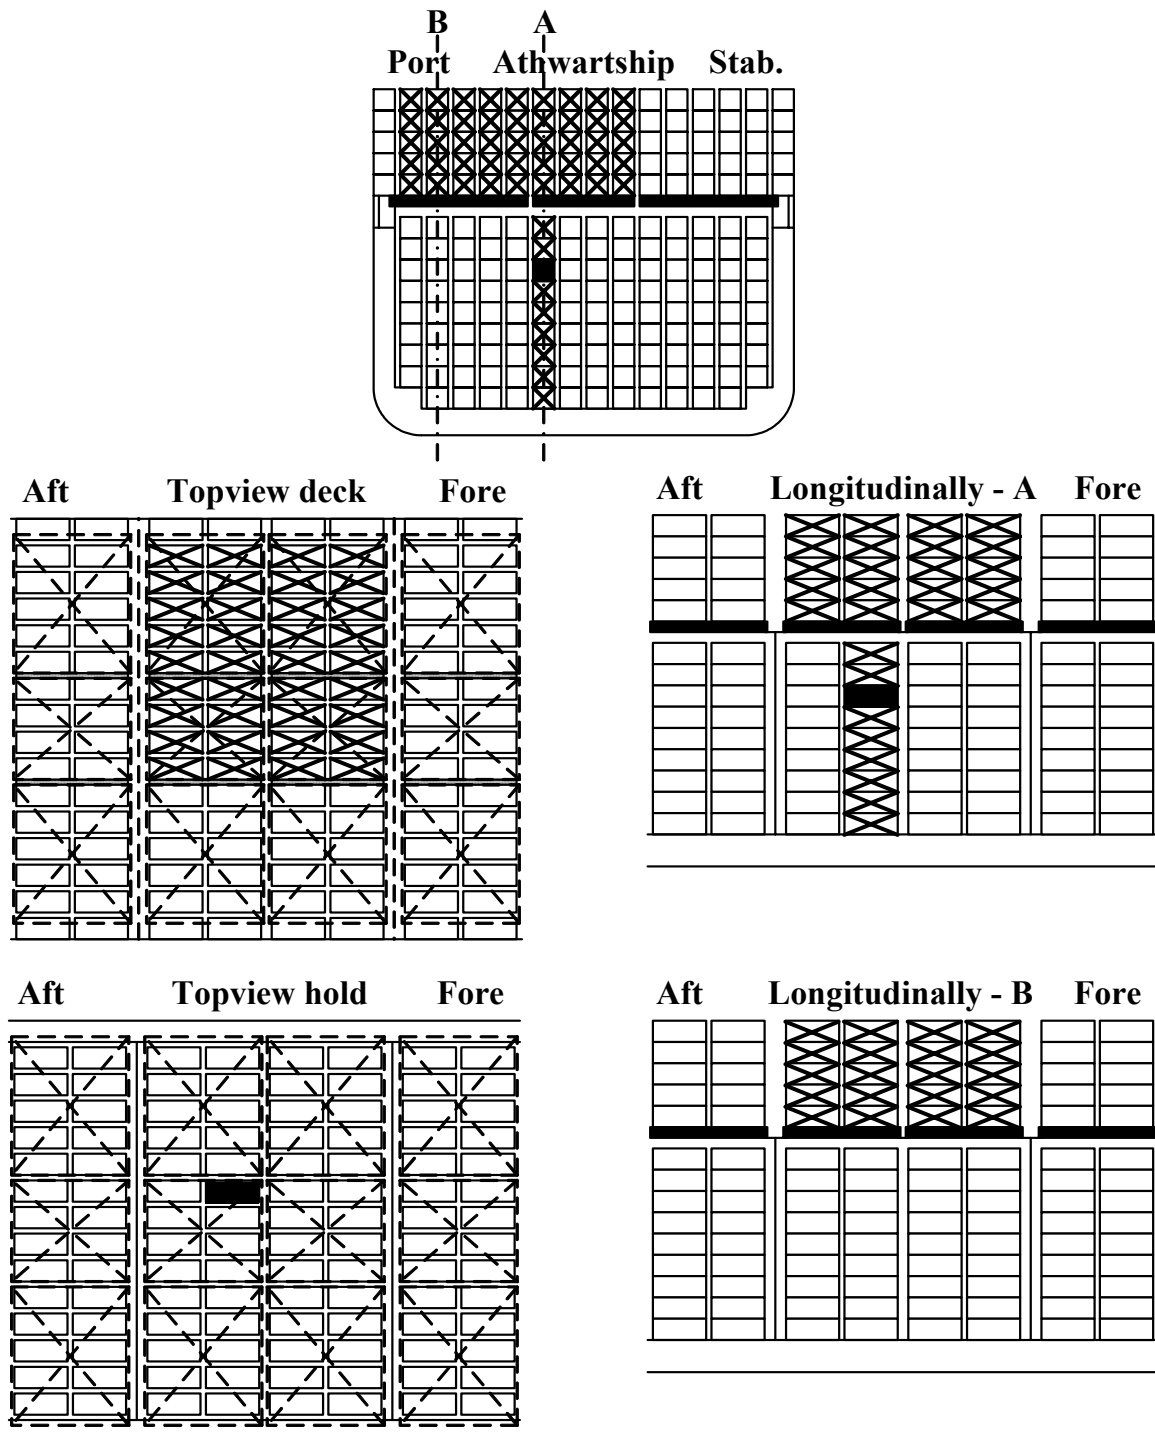 B A
Port Athwartship Stab.
Aft Topview deck Fore
Aft Longitudinally - A Fore
Aft Topview hold Fore
Aft Longitudinally - B Fore